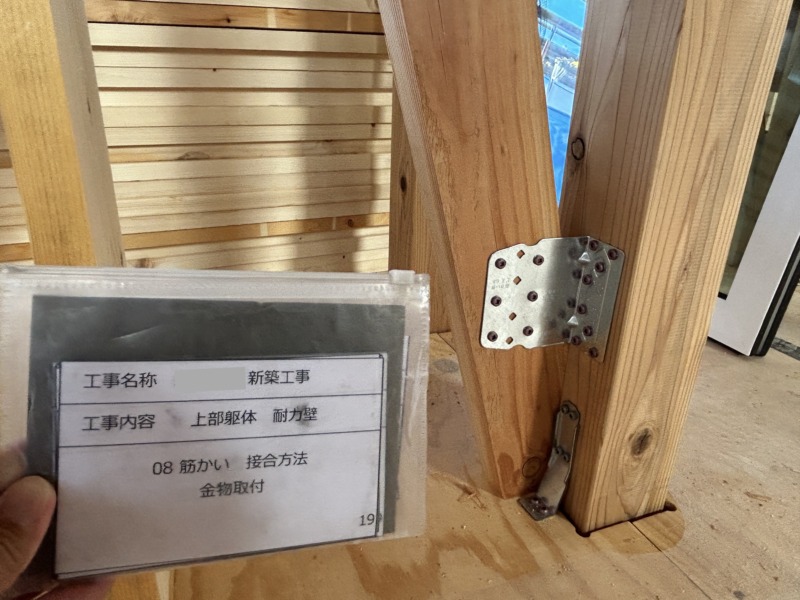 工事名称 新築工事
工事内容 上部躯体 耐力壁
08 筋かい 接合方法
金物取付
19